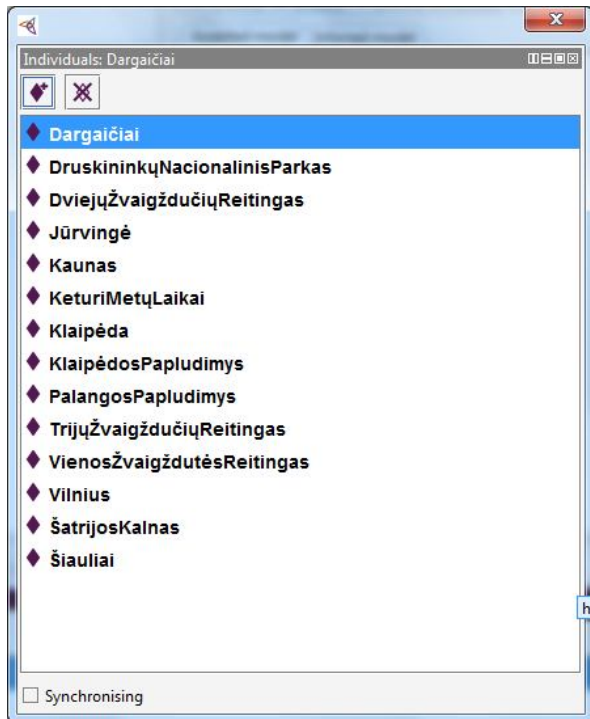 Individuals: Dargaičiai
Dargaičiai
DruskininkųNacionalinisParkas
DviejųŽvaigždučiųReitingas
Jūrvingė
Kaunas
KeturiMetųLaikai
Klaipėda
KlaipėdosPapludimys
PalangosPapludimys
TrijųŽvaigždučiųReitingas
VienosŽvaigždutėsReitingas
Vilnius
ŠatrijosKalnas
Šiauliai
h
Synchronising